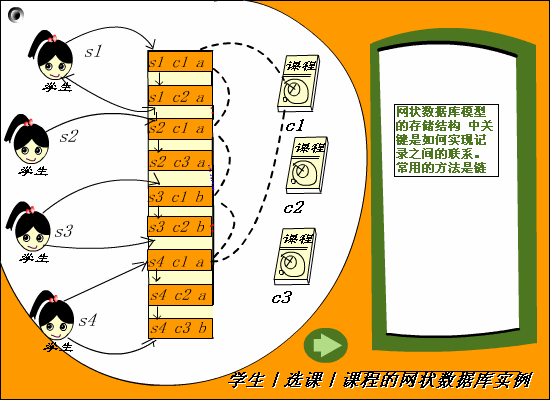 s1
学生
s2
学生
s3
学生
s4
s1 c1 a
s1 c2 a
s2 c1 a
s2 c3 a
s3 c1 b
s3 c2 b
s4 c1 a
s4 c2 a
s4 c3 b
课程
c1
课程
c2
课程
c3
网状数据库模型
的存储结构 中关
键是如何实现记
录之间的联系。
常用的方法是链
学生/选课/课程的网状数据库实例